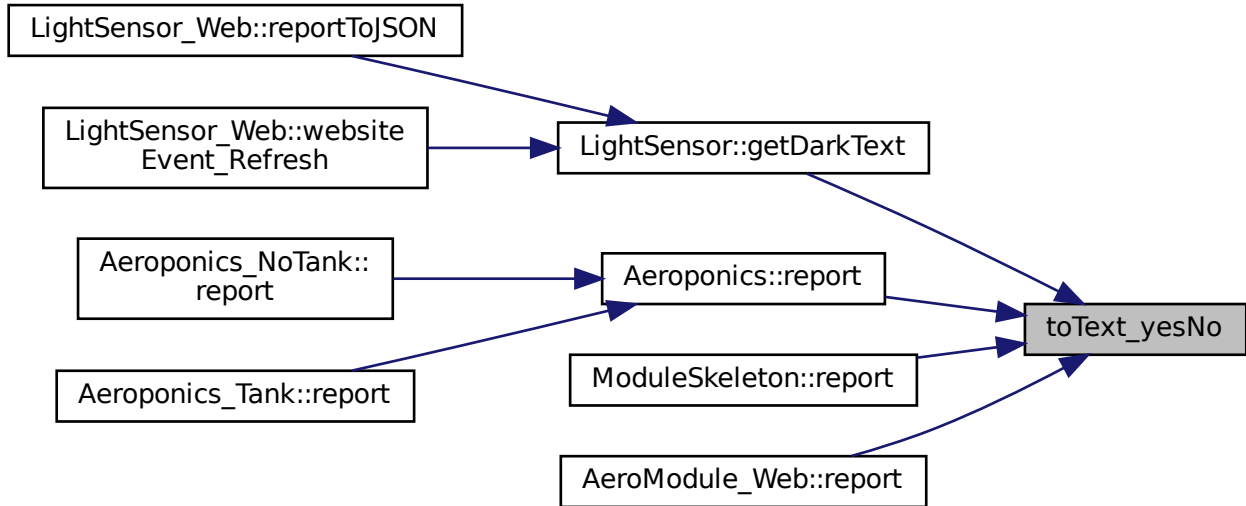 LightSensor_Web::reportToJSON
LightSensor_Web::website
Event_Refresh
LightSensor::getDarkText
Aeroponics_NoTank::
report
Aeroponics::report
toText_yesNo
ModuleSkeleton::report
Aeroponics_Tank::report
AeroModule_Web::report